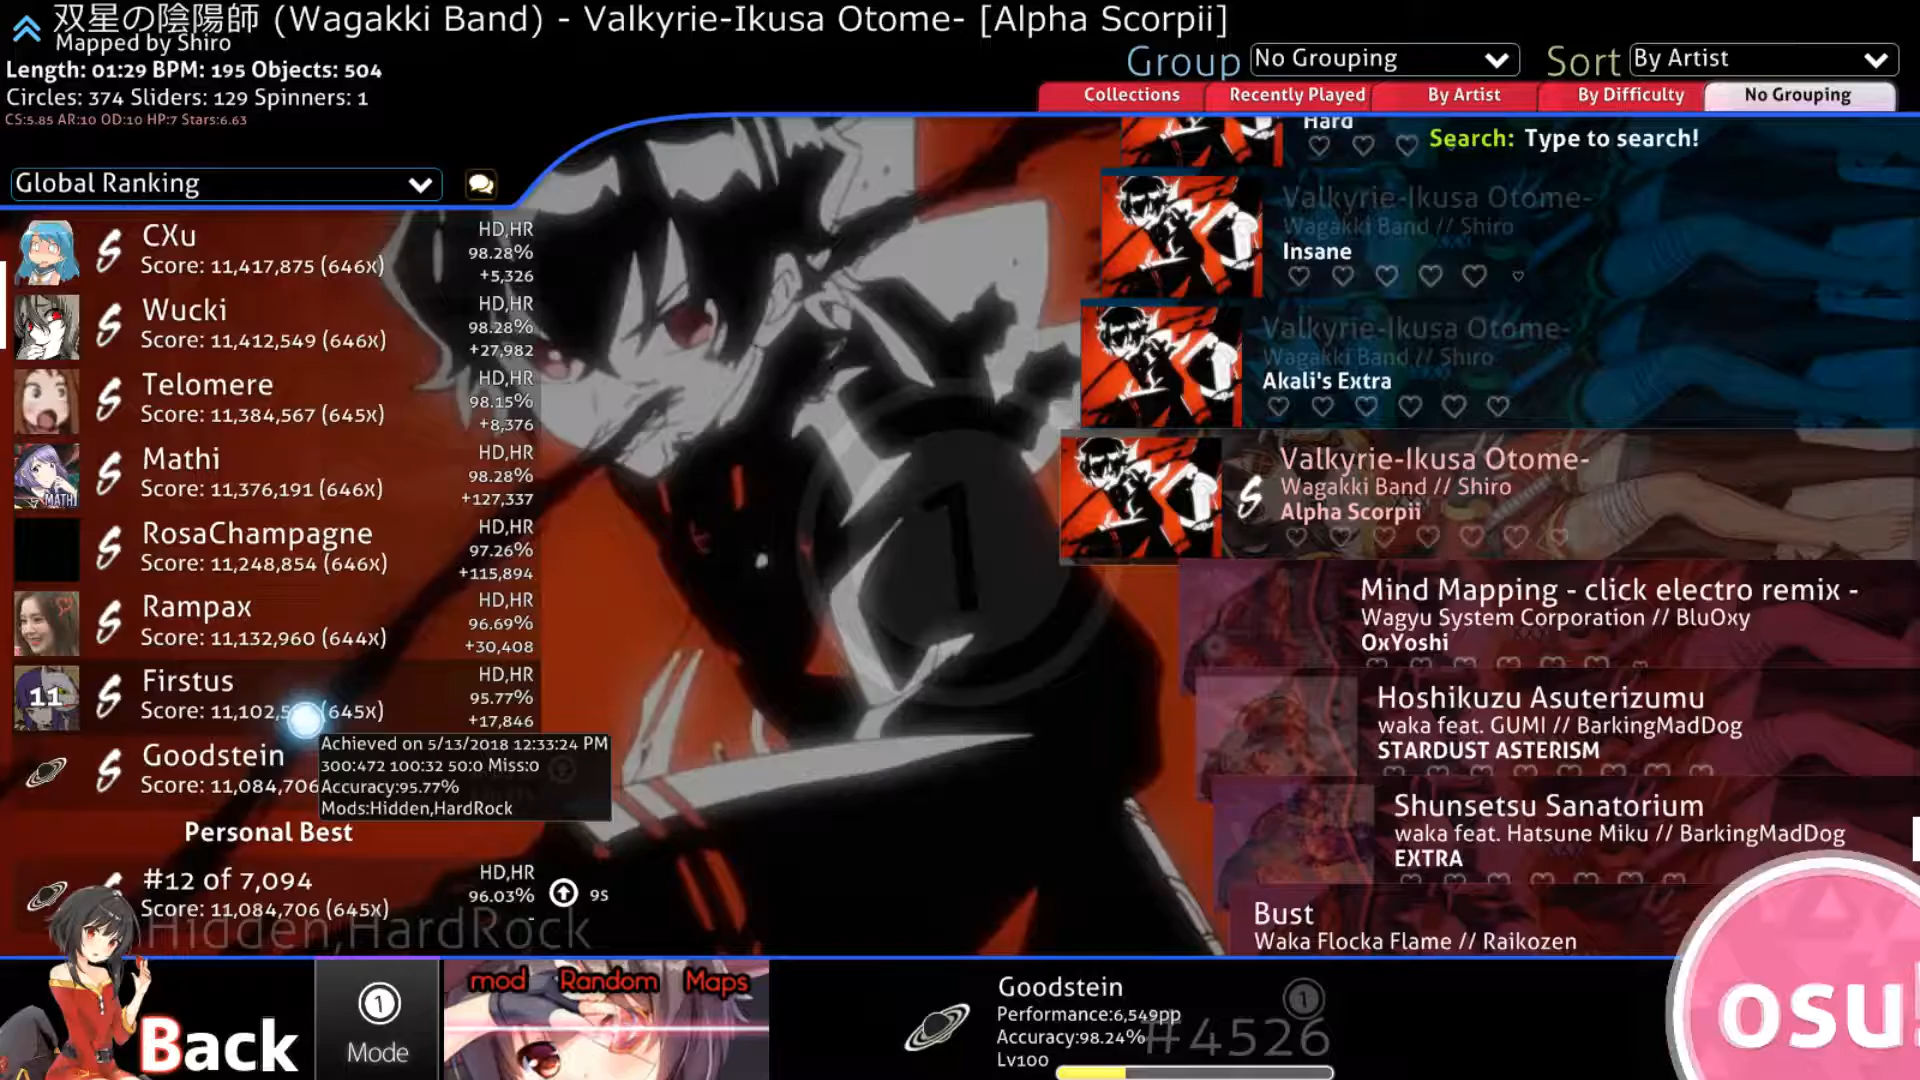 双星の陰陽師 (Wagakki Band) - Valkyrie-Ikusa Otome- [Alpha Scorpii]
Mapped by Shiro
Length: 01:29 BPM: 195 Objects: 504
Circles: 374 Sliders: 129 Spinners: 1
CS:5.85 AR:10 OD:10 HP:7 Stars:6.63
Group No Grouping
Sort By Artist
Collections
Recently Played
By Artist
By Difficulty
No Grouping
Global Ranking
CXu
Score: 11,417,875 (646x)
HD,HR
98.28%
+5,326
Wucki
Score: 11,412,549 (646x)
HD,HR
98.28%
+27,982
Telomere
Score: 11,384,567 (645x)
HD,HR
98.15%
+8,376
Mathi
Score: 11,376,191 (646x)
HD,HR
98.28%
+127,337
MATH
RosaChampagne
Score: 11,248,854 (646x)
HD,HR
97.26%
+115,894
Rampax
Score: 11,132,960 (644x)
HD,HR
96.69%
+30,408
11
Firstus
Score: 11,102,5 (645x)
HD,HR
95.77%
+17,846
Goodstein
Score: 11,084,706
Achieved on 5/13/2018 12:33:24 PM
300:472 100:32 50:0 Miss:0
Accuracy:95.77%
Mods:Hidden,HardRock
Personal Best
#12 of 7,094
Score: 11,084,706 (645x)
HD,HR
96.03%
-
9s
Hidden,HardRock
Hard
Search: Type to search!
Valkyrie-Ikusa Otome-
Wagakki Band // Shiro
Insane
Valkyrie-Ikusa Otome-
Wagakki Band // Shiro
Akali's Extra
Valkyrie-Ikusa Otome-
Wagakki Band // Shiro
Alpha Scorpii
1
Mind Mapping - click electro remix -
Wagyu System Corporation // BluOxy
OxYoshi
Hoshikuzu Asuterizumu
waka feat. GUMI // BarkingMadDog
STARDUST ASTERISM
Shunsetsu Sanatorium
waka feat. Hatsune Miku // BarkingMadDog
EXTRA
Bust
Waka Flocka Flame // Raikozen
Back
1
Mode
mod
Random
Maps
Goodstein
Performance:6,549pp
Accuracy:98.24%
Lv100
1
#4526
osu!